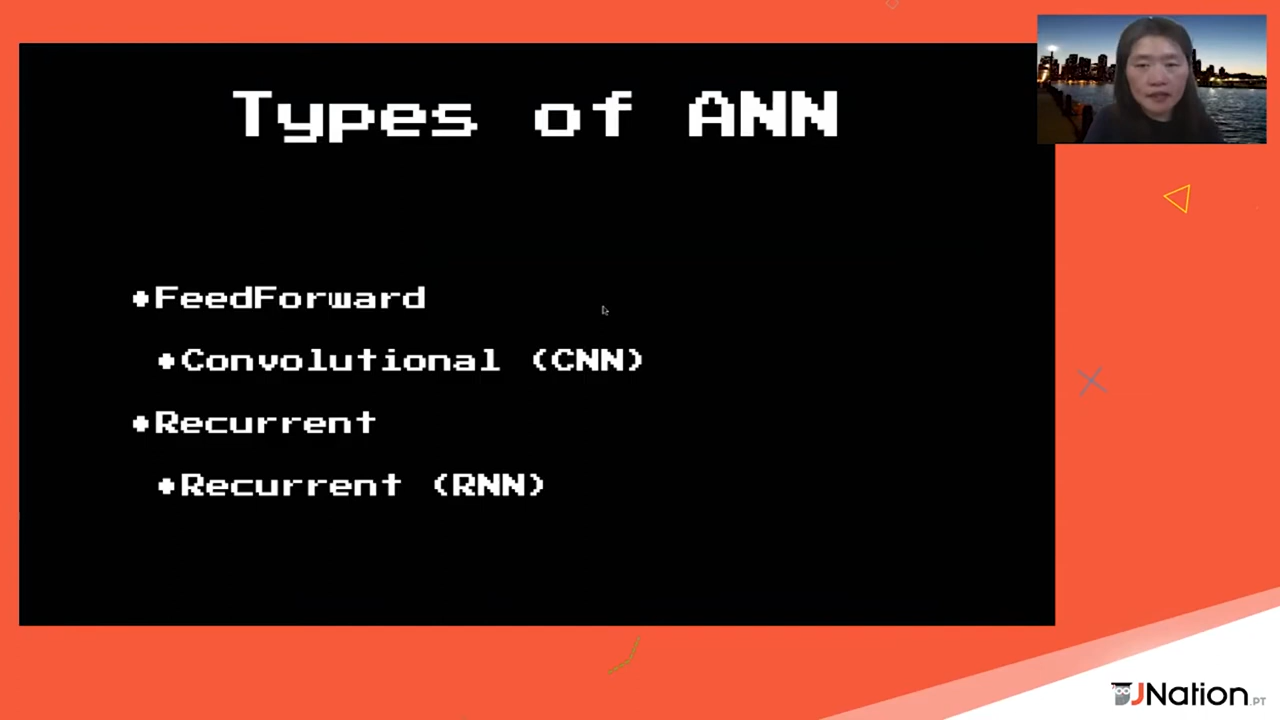 Types of ANN
•FeedForward
•Convolutional (CNN)
•Recurrent
•Recurrent (RNN)
JNation.PT